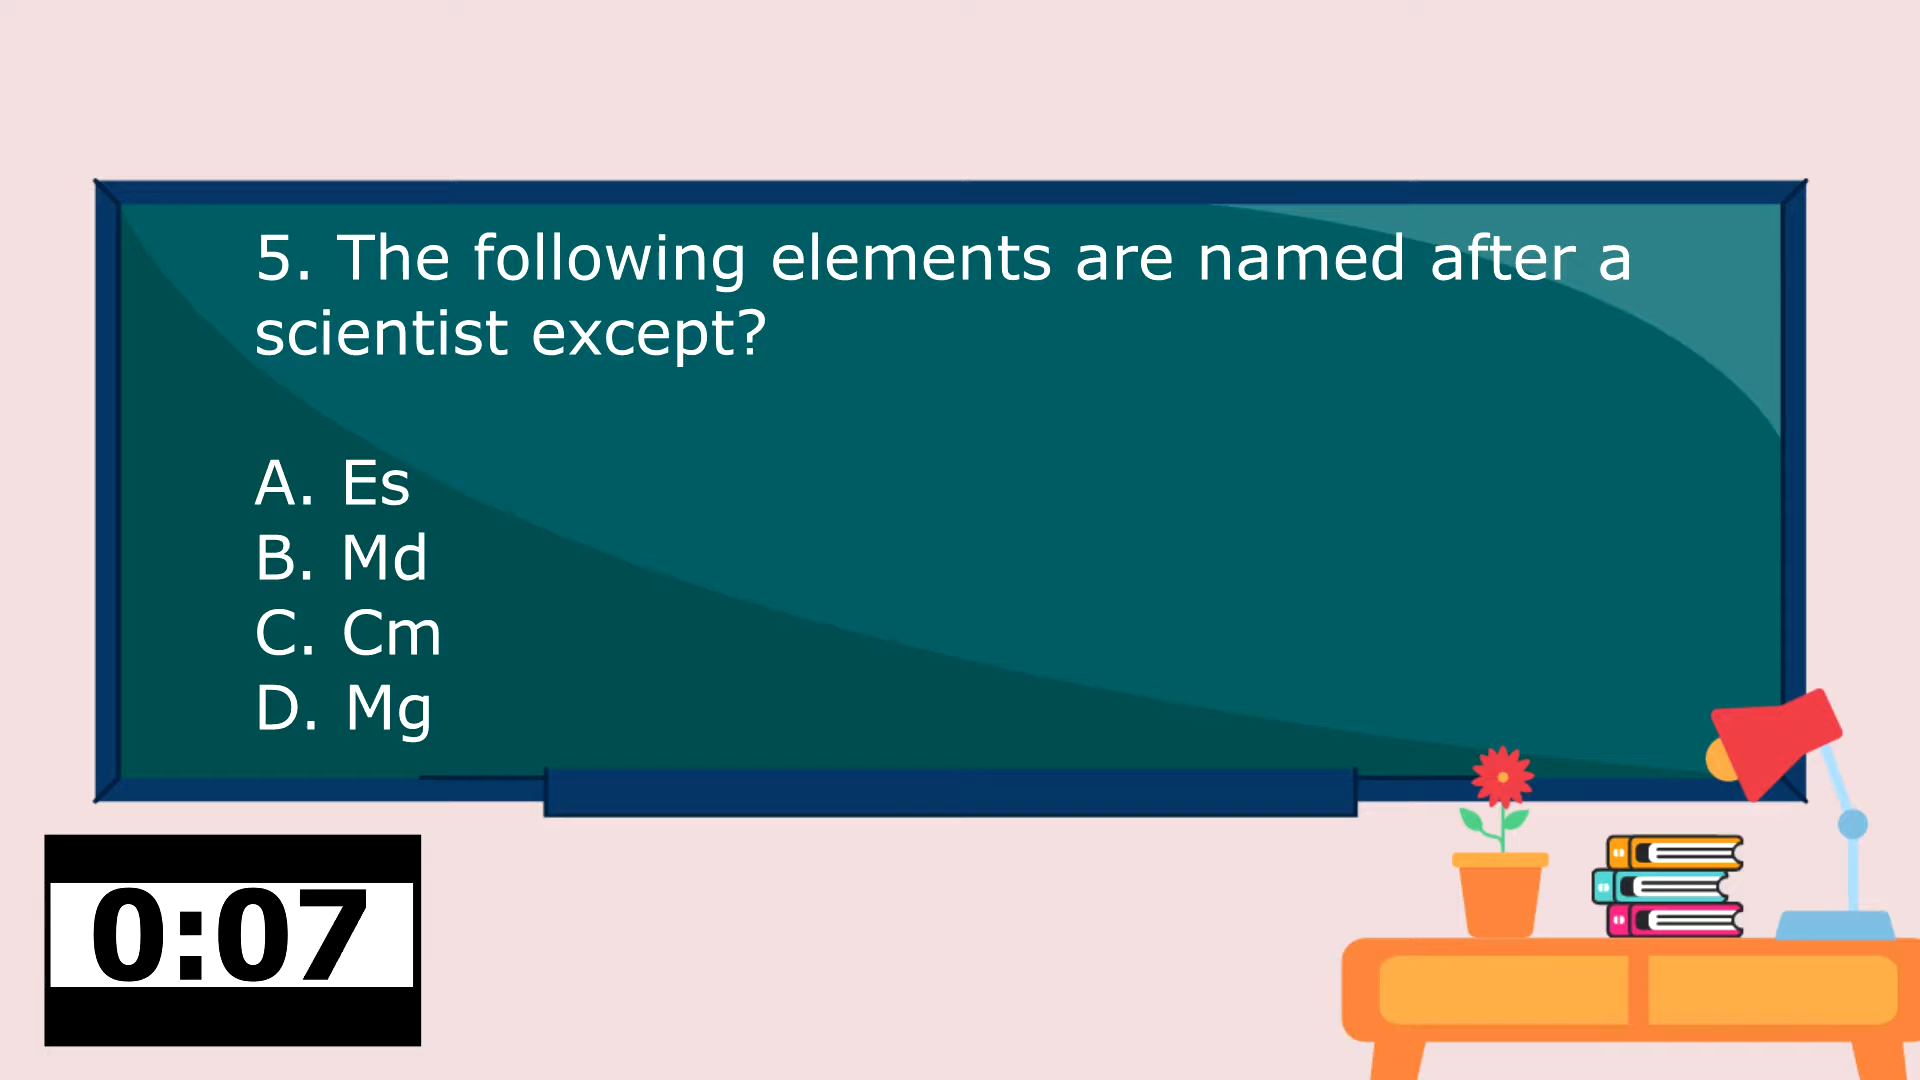 5. The following elements are named after a
scientist except?
A. Es
B. Md
C. Cm
D. Mg
0:07